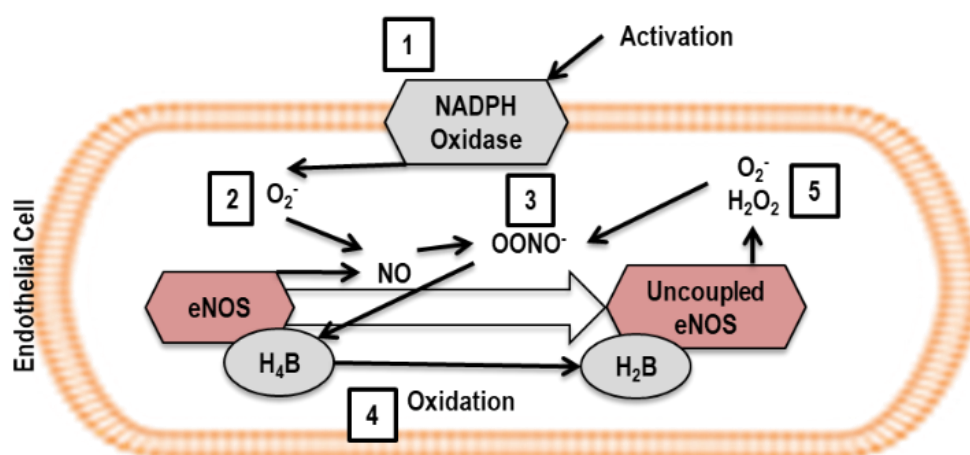 1
Activation
NADPH
Oxidase
2
O₂⁻
3
OONO⁻
O₂⁻
H₂O₂
5
NO
eNOS
Uncoupled
eNOS
H₄B
H₂B
4
Oxidation
Endothelial Cell